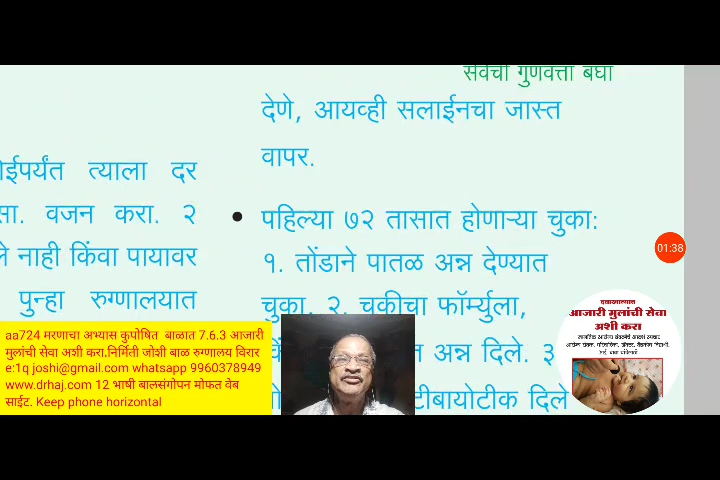 सेवेची गुणवत्ता बघा
देणे, आयव्ही सलाईनचा जास्त
वापर.
ईपर्यंत त्याला दर
सा. वजन करा. २
ले नाही किंवा पायावर
पुन्हा रुग्णालयात
• पहिल्या ७२ तासात होणाऱ्या चुका:
१. तोंडाने पातळ अन्न देण्यात
चुका. २. चुकीचा फॉर्म्युला,
त अन्न दिले. ३
टीबायोटीक दिले
01:38
aa724 मरणाचा अभ्यास कुपोषित बाळात 7.6.3 आजारी
मुलांची सेवा अशी करा.निर्मिती जोशी बाळ रुग्णालय विरार
e:1q joshi@gmail.com whatsapp 9960378949
www.drhaj.com 12 भाषी बालसंगोपन मोफत वेब
साईट. Keep phone horizontal
दवाखान्यात
आजारी मुलांची सेवा
अशी करा